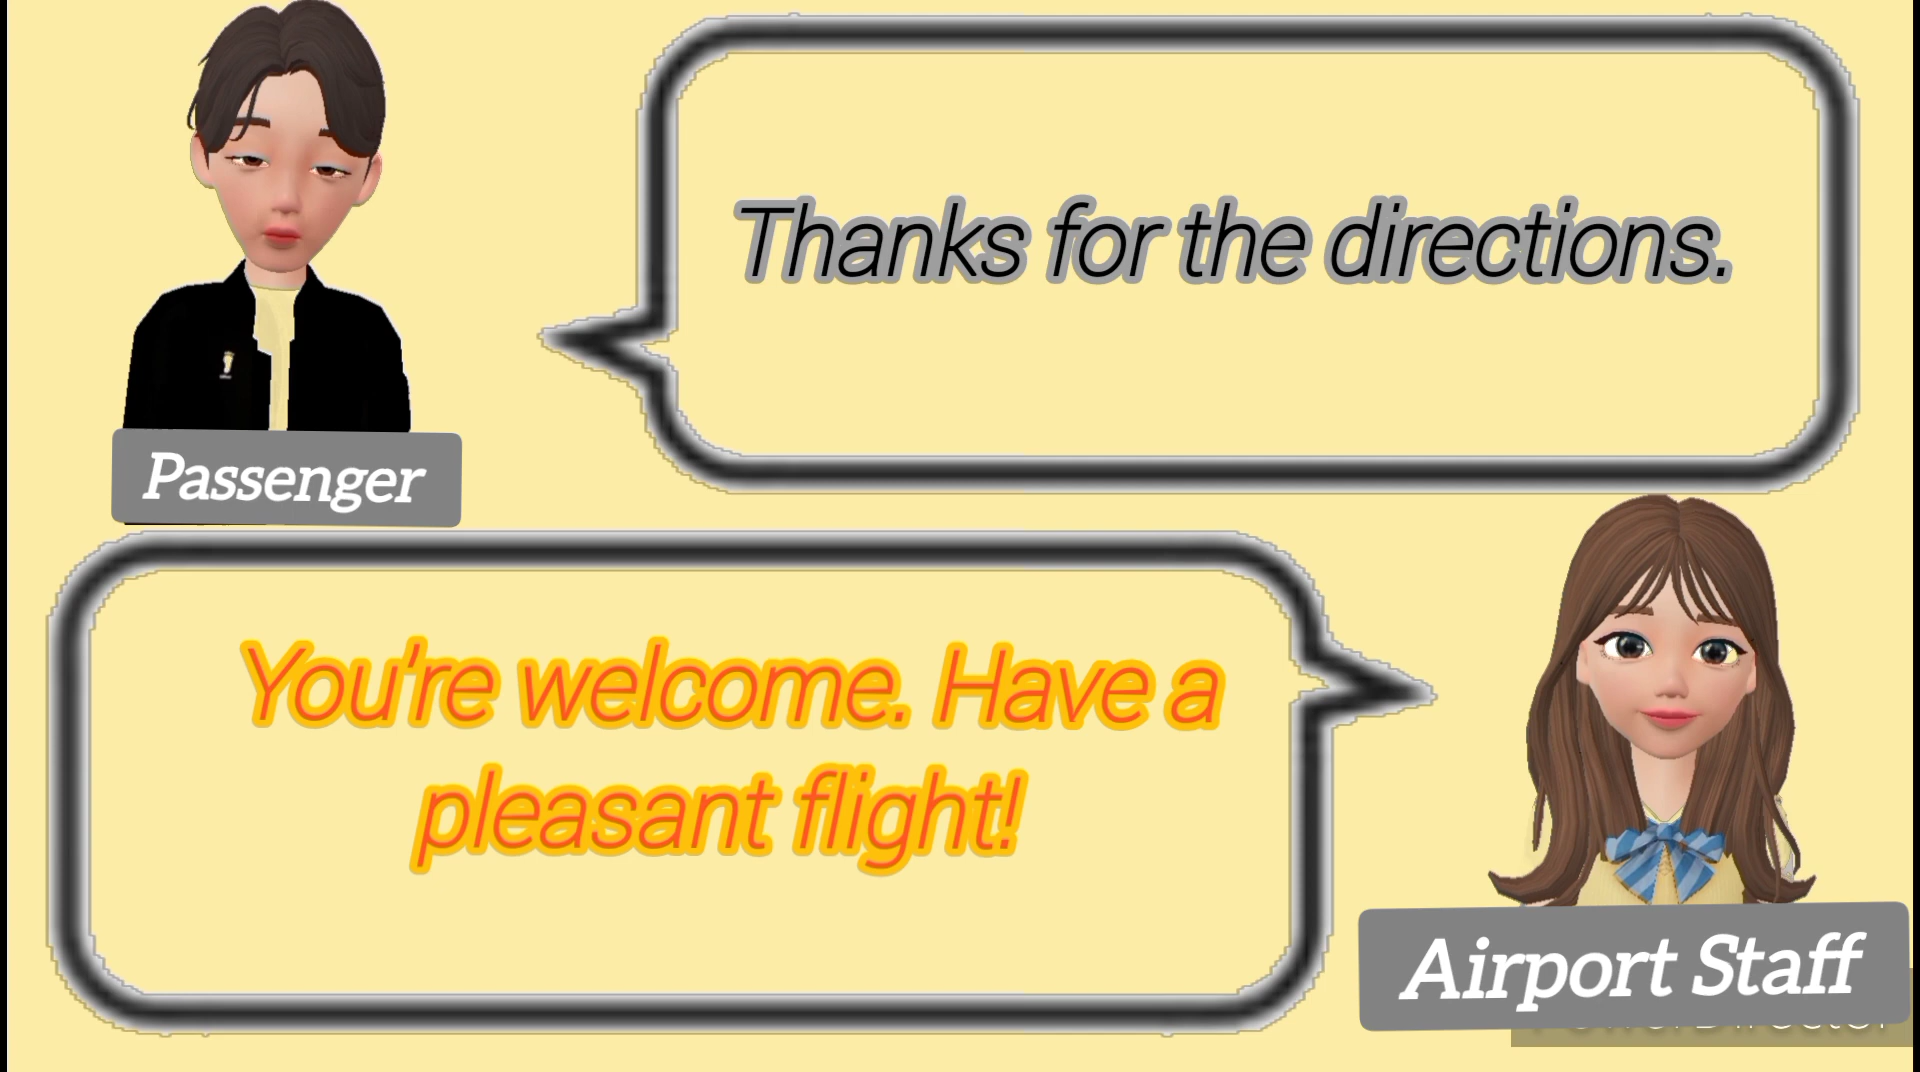 Thanks for the directions.
Passenger
You're welcome. Have a
pleasant flight!
Airport Staff